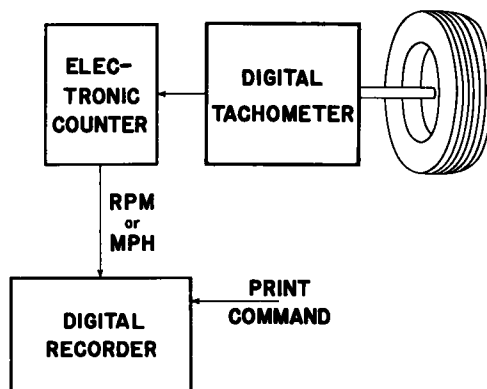 ELEC-
TRONIC
COUNTER
DIGITAL
TACHOMETER
RPM
or
MPH
PRINT
COMMAND
DIGITAL
RECORDER